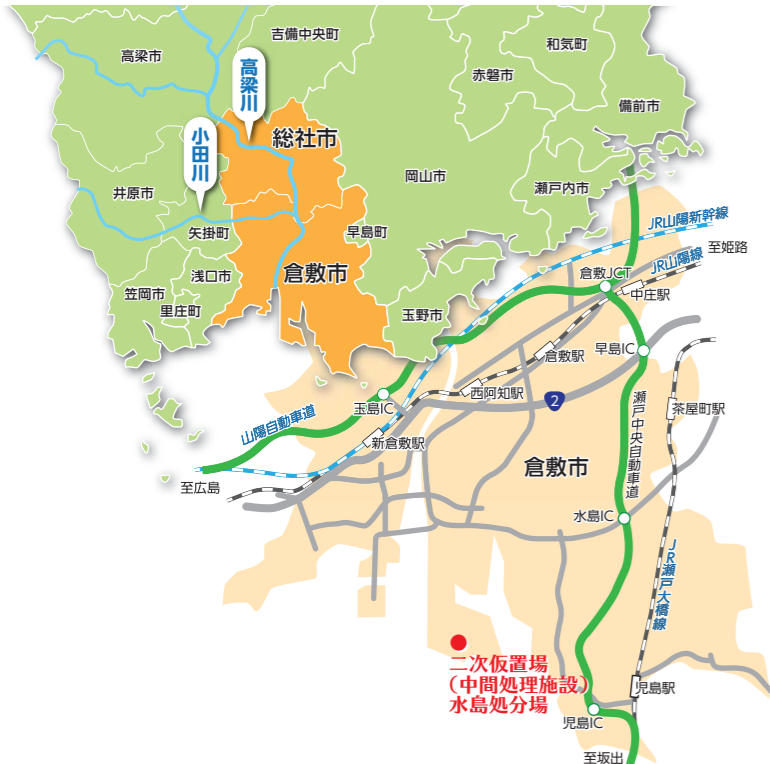 吉備中央町
高梁市
和気町
赤磐市
備前市
高梁川
総社市
小田川
岡山市
瀬戸内市
井原市
矢掛町
早島町
倉敷市
浅口市
笠岡市
里庄町
玉野市
JR山陽新幹線
至姫路
JR山陽線
倉敷JCT
中庄駅
早島IC
倉敷駅
西阿知駅
2
玉島IC
山陽自動車道
新倉敷駅
茶屋町駅
瀬戸中央自動車道
倉敷市
至広島
水島IC
JR瀬戸大橋線
二次仮置場
(中間処理施設)
水島処分場
児島駅
児島IC
至坂出